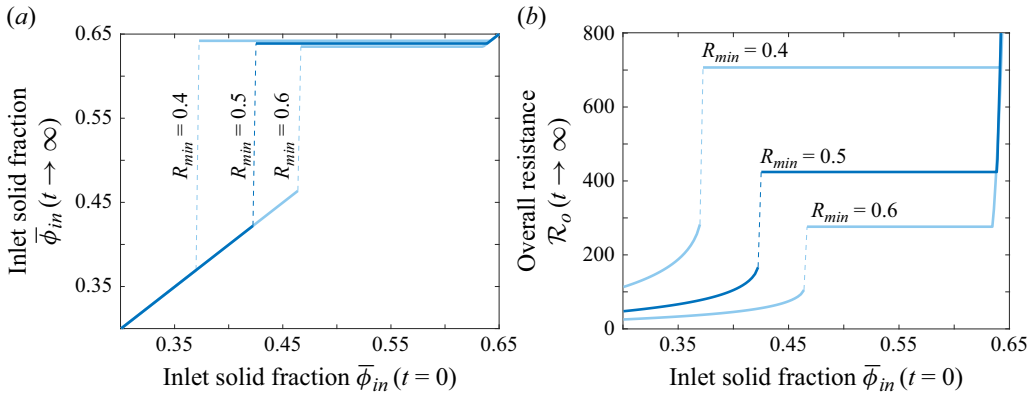 (a)
0.65
0.55
0.45
0.35
Inlet solid fraction
ϕ̅in (t → ∞)
Rmin = 0.4
Rmin = 0.5
Rmin = 0.6
0.35
0.45
0.55
0.65
Inlet solid fraction ϕ̅in (t = 0)
(b)
800
600
400
200
0
Overall resistance
ℛo (t → ∞)
Rmin = 0.4
Rmin = 0.5
Rmin = 0.6
0.35
0.45
0.55
0.65
Inlet solid fraction ϕ̅in (t = 0)